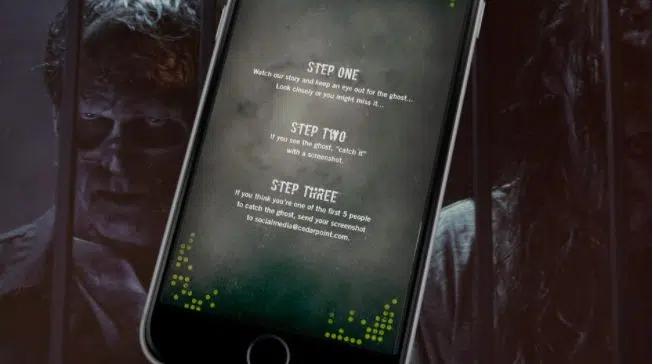 STEP ONE
Watch our story and keep an eye out for the ghost...
Look closely or you might miss it...
STEP TWO
If you see the ghost, "catch it"
with a screenshot.
STEP THREE
If you think you're one of the first 5 people
to catch the ghost, send your screenshot
to socialmedia@cedarpoint.com.